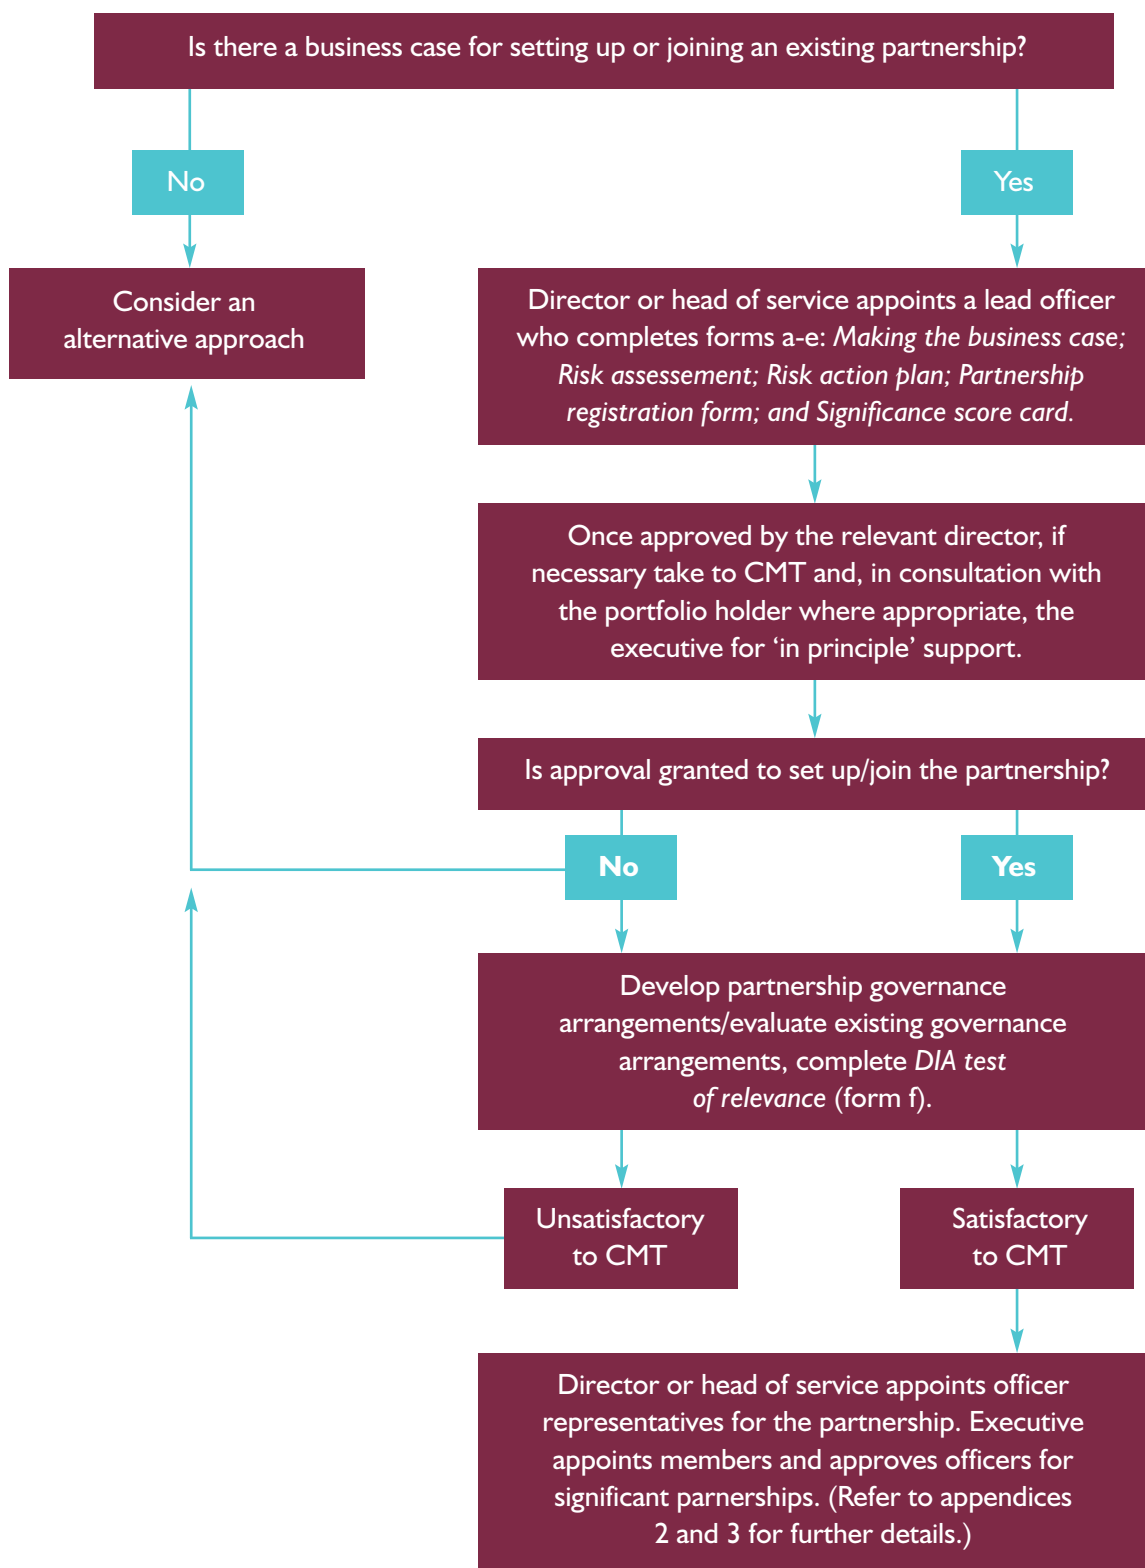 Is there a business case for setting up or joining an existing partnership?
No
Yes
Consider an
alternative approach
Director or head of service appoints a lead officer
who completes forms a-e: Making the business case;
Risk assessement; Risk action plan; Partnership
registration form; and Significance score card.
Once approved by the relevant director, if
necessary take to CMT and, in consultation with
the portfolio holder where appropriate, the
executive for ‘in principle’ support.
Is approval granted to set up/join the partnership?
No
Yes
Develop partnership governance
arrangements/evaluate existing governance
arrangements, complete DIA test
of relevance (form f).
Unsatisfactory
to CMT
Satisfactory
to CMT
Director or head of service appoints officer
representatives for the partnership. Executive
appoints members and approves officers for
significant parnerships. (Refer to appendices
2 and 3 for further details.)